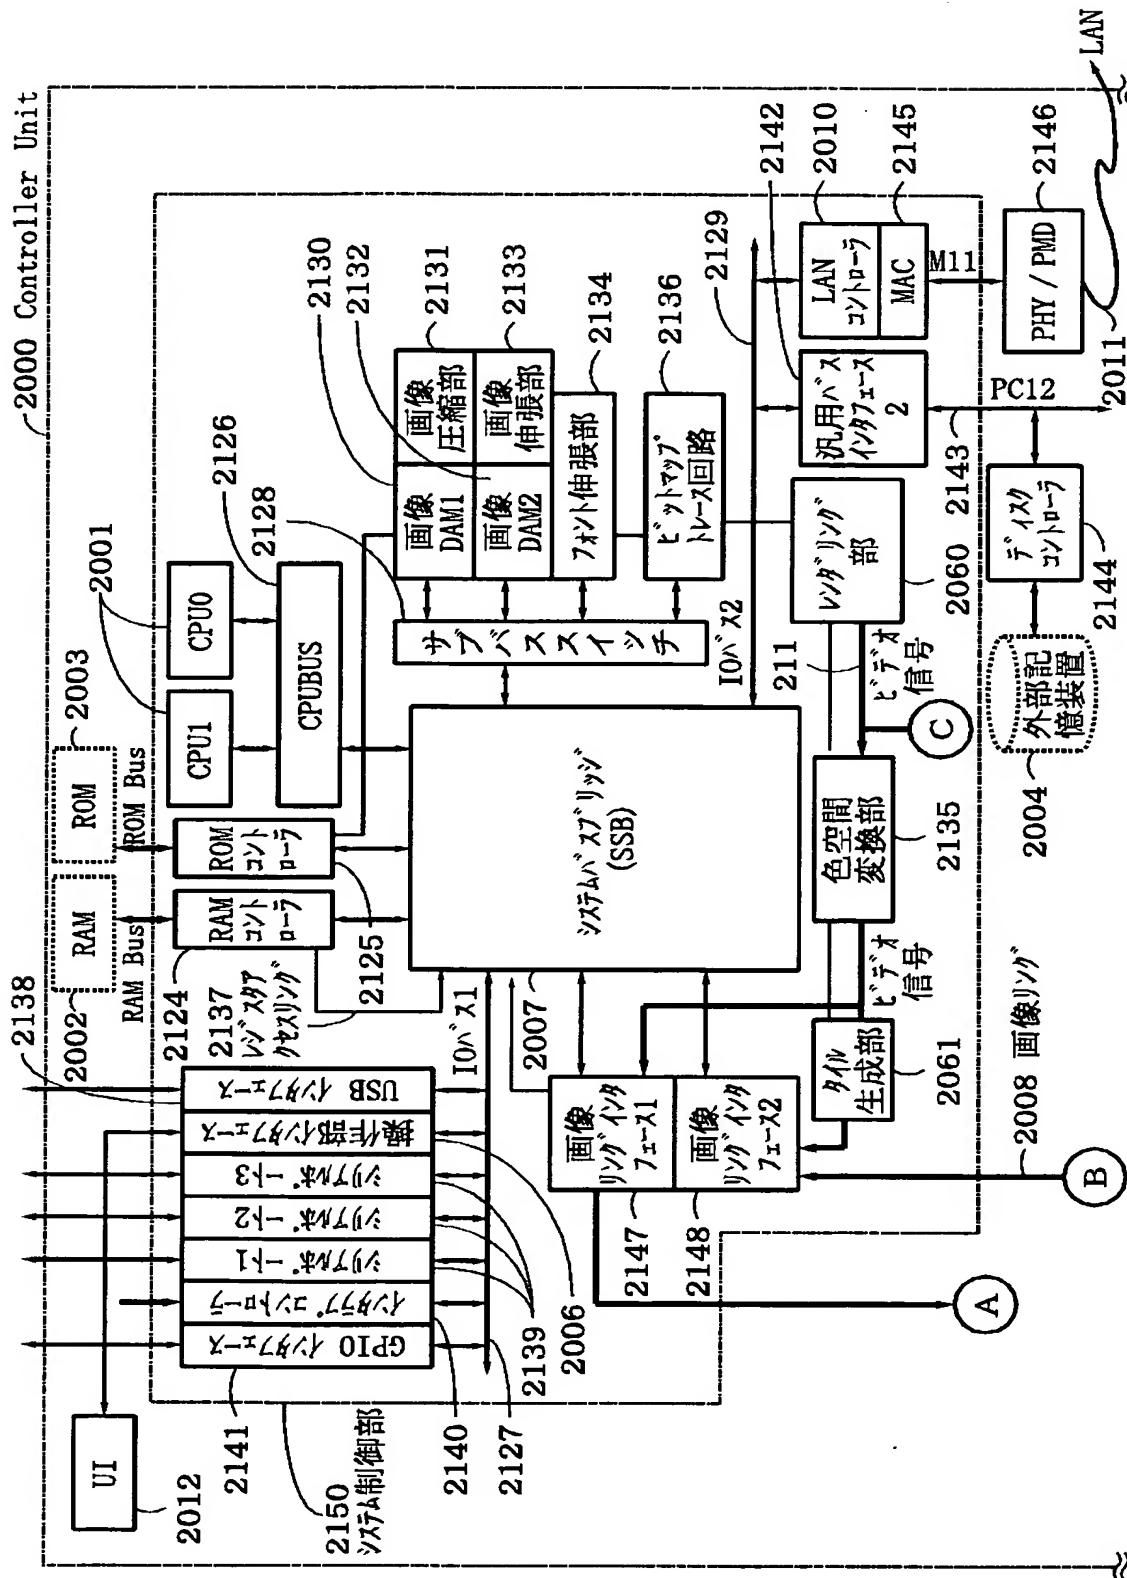 2000 Controller Unit
LAN
2001
2003
ROM
ROM Bus
2002
RAM
RAM Bus
2138
2012
UI
CPU0
CPU1
2126
CPUBUS
2128
ROM
コントローラ
RAM
コントローラ
2124
2125
2137
レジスタア
クセスリング
2130
2132
2131
2133
2134
2136
画像
DAM1
画像
圧縮部
画像
DAM2
画像
伸張部
フォント伸張部
ビットマップ
トレース回路
サブバススイッチ
システムバスブリッジ
(SSB)
2007
IOバス1
IOバス2
2129
2142
2010
2145
2146
LAN
コントローラ
MAC
M11
PHY/PMD
2011
汎用バス
インタフェース
2
PC12
2143
ディスク
コントローラ
2144
外部記
憶装置
2004
レンダリング
部
2060
211
ビデオ
信号
C
色空間
変換部
2135
ビデオ
信号
タイル
生成部
2061
2008 画像リング
B
画像
リングインタ
フェース1
画像
リングインタ
フェース2
2147
2148
A
USB インタフェース
操作部インタフェース
シリアルポート3
シリアルポート2
シリアルポート1
インタラプトコントローラ
GPIO インタフェース
2006
2139
2127
2140
2141
2150
システム制御部